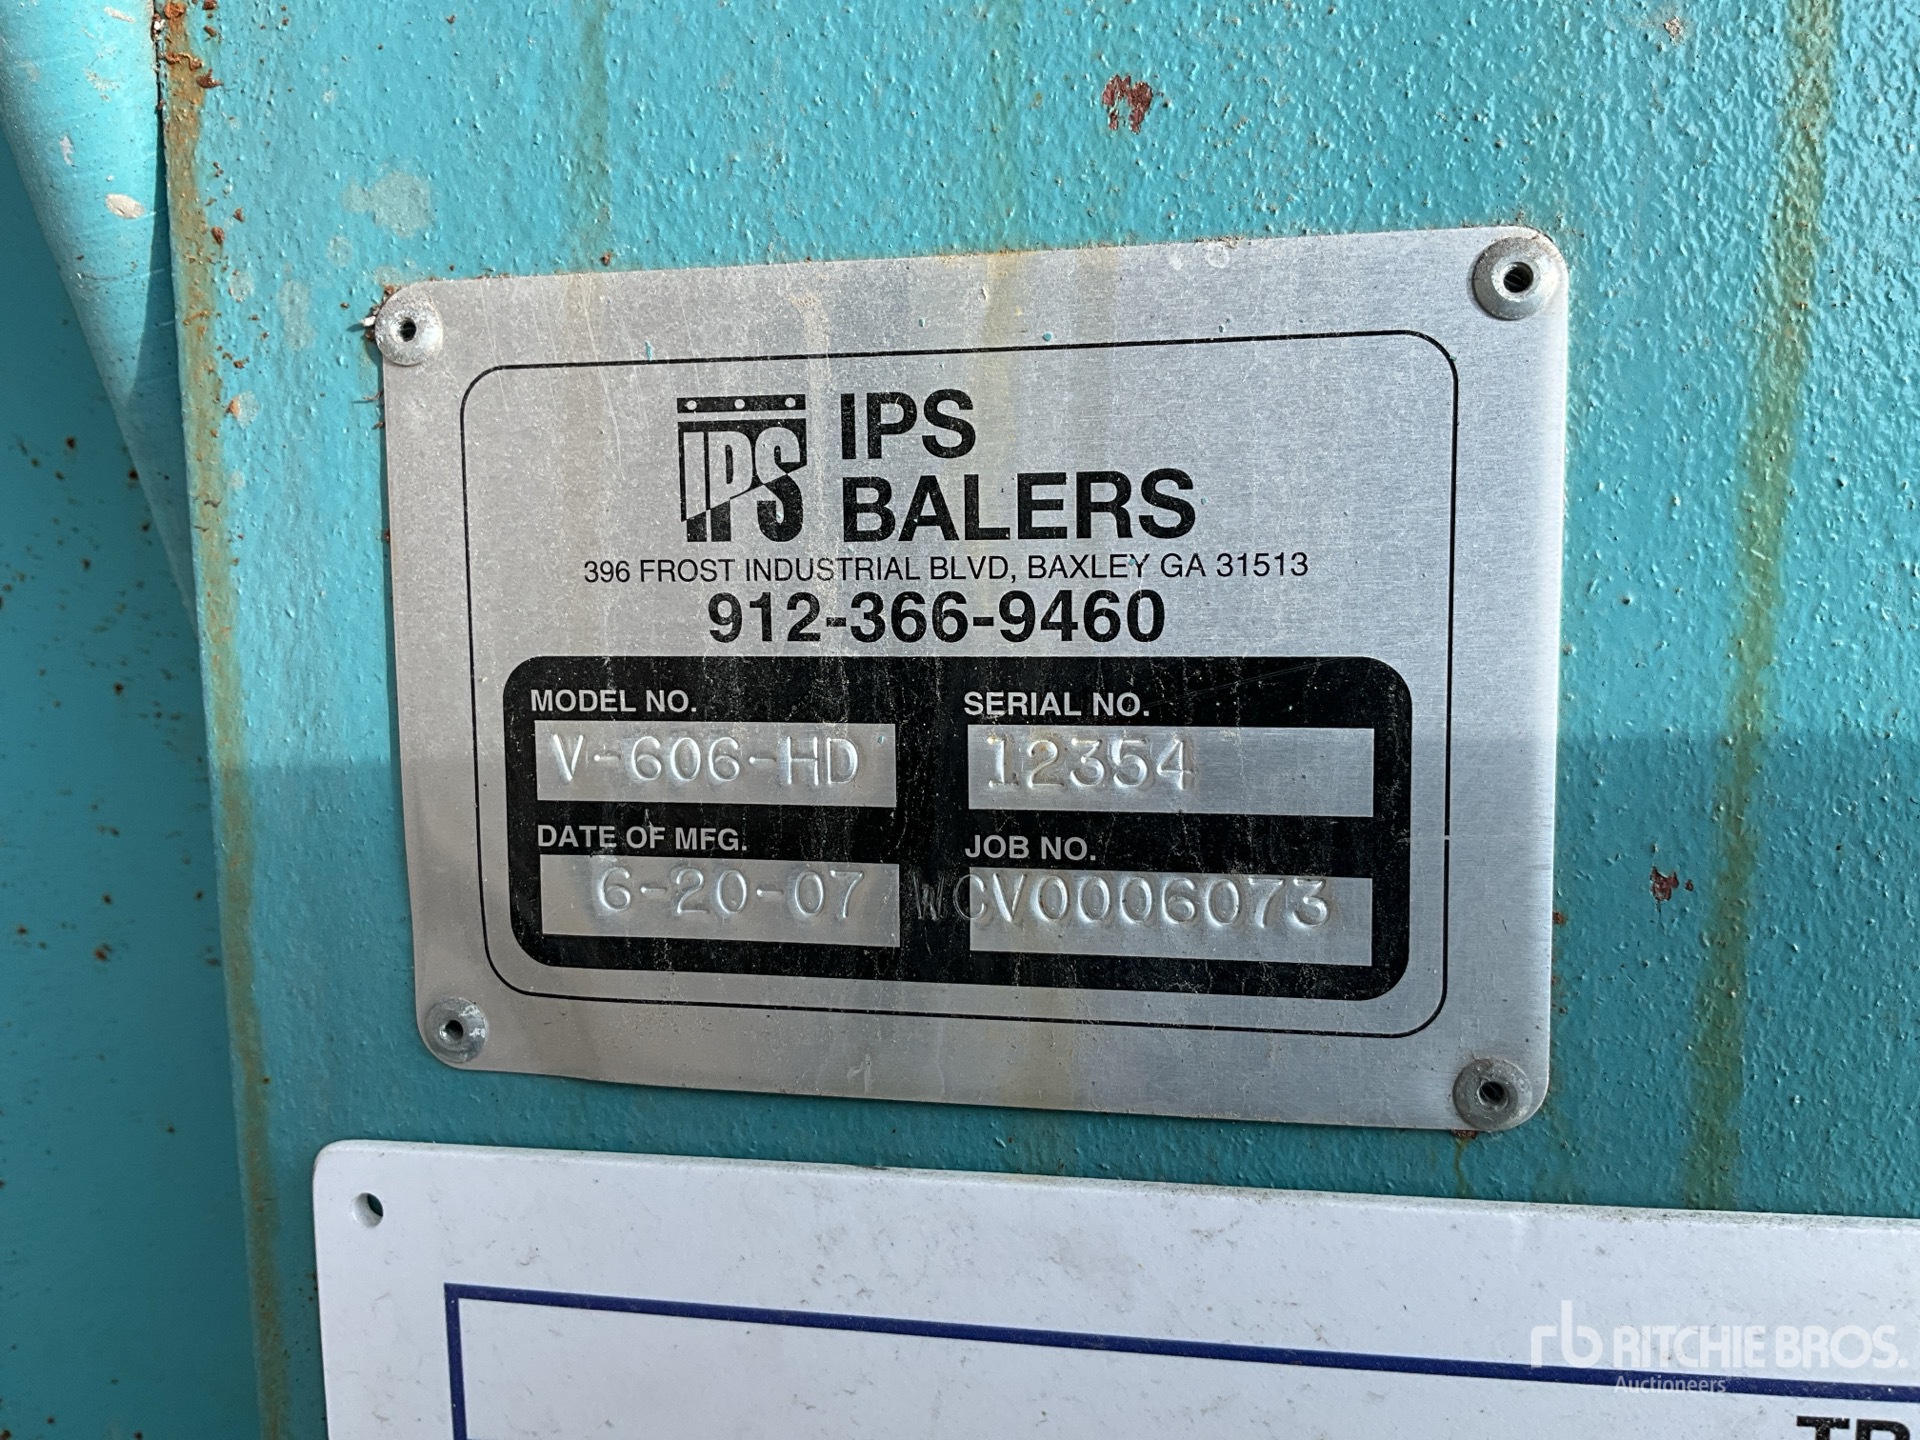 IPS
IPS
BALERS
396 FROST INDUSTRIAL BLVD, BAXLEY GA 31513
912-366-9460
MODEL NO.
V-606-HD
SERIAL NO.
12354
DATE OF MFG.
6-20-07
JOB NO.
WCV0006073
rb RITCHIE BROS.
Auctioneers